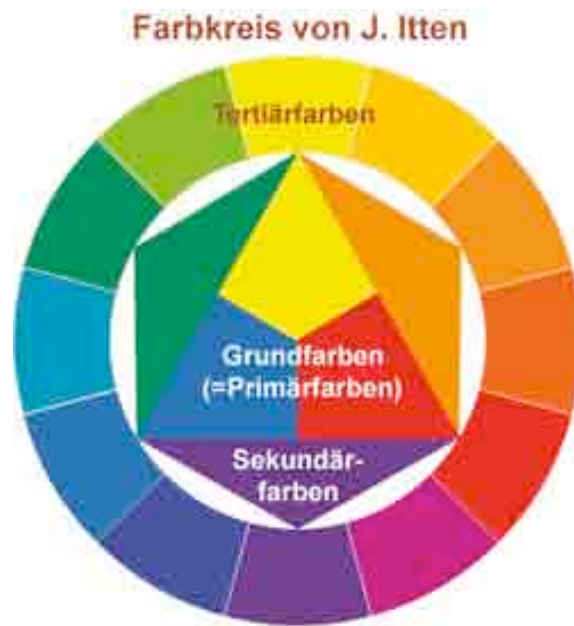 Farbkreis von J. Itten
Tertiärfarben
Grundfarben
(=Primärfarben)
Sekundär-
farben